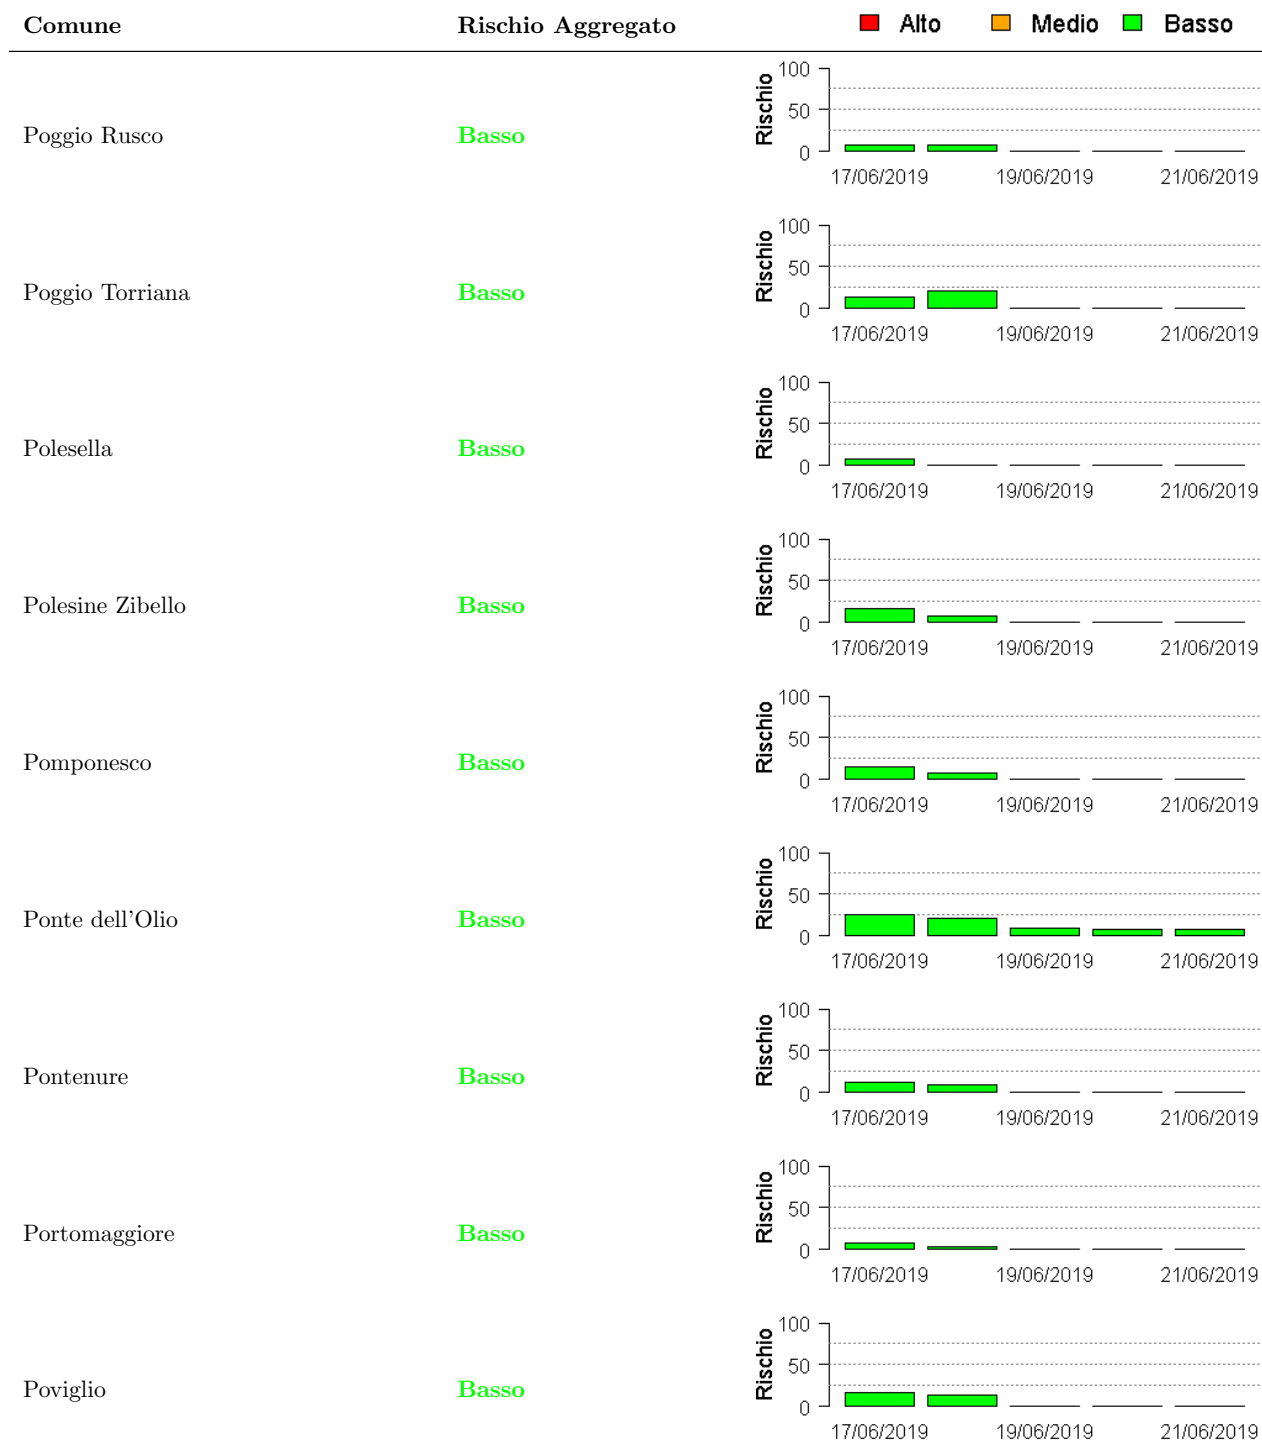 Comune Rischio Aggregato Alto Medio Basso
Poggio Rusco Basso
Rischio
100
50
0
17/06/2019 19/06/2019 21/06/2019
Poggio Torriana Basso
Rischio
100
50
0
17/06/2019 19/06/2019 21/06/2019
Polesella Basso
Rischio
100
50
0
17/06/2019 19/06/2019 21/06/2019
Polesine Zibello Basso
Rischio
100
50
0
17/06/2019 19/06/2019 21/06/2019
Pomponesco Basso
Rischio
100
50
0
17/06/2019 19/06/2019 21/06/2019
Ponte dell'Olio Basso
Rischio
100
50
0
17/06/2019 19/06/2019 21/06/2019
Pontenure Basso
Rischio
100
50
0
17/06/2019 19/06/2019 21/06/2019
Portomaggiore Basso
Rischio
100
50
0
17/06/2019 19/06/2019 21/06/2019
Poviglio Basso
Rischio
100
50
0
17/06/2019 19/06/2019 21/06/2019